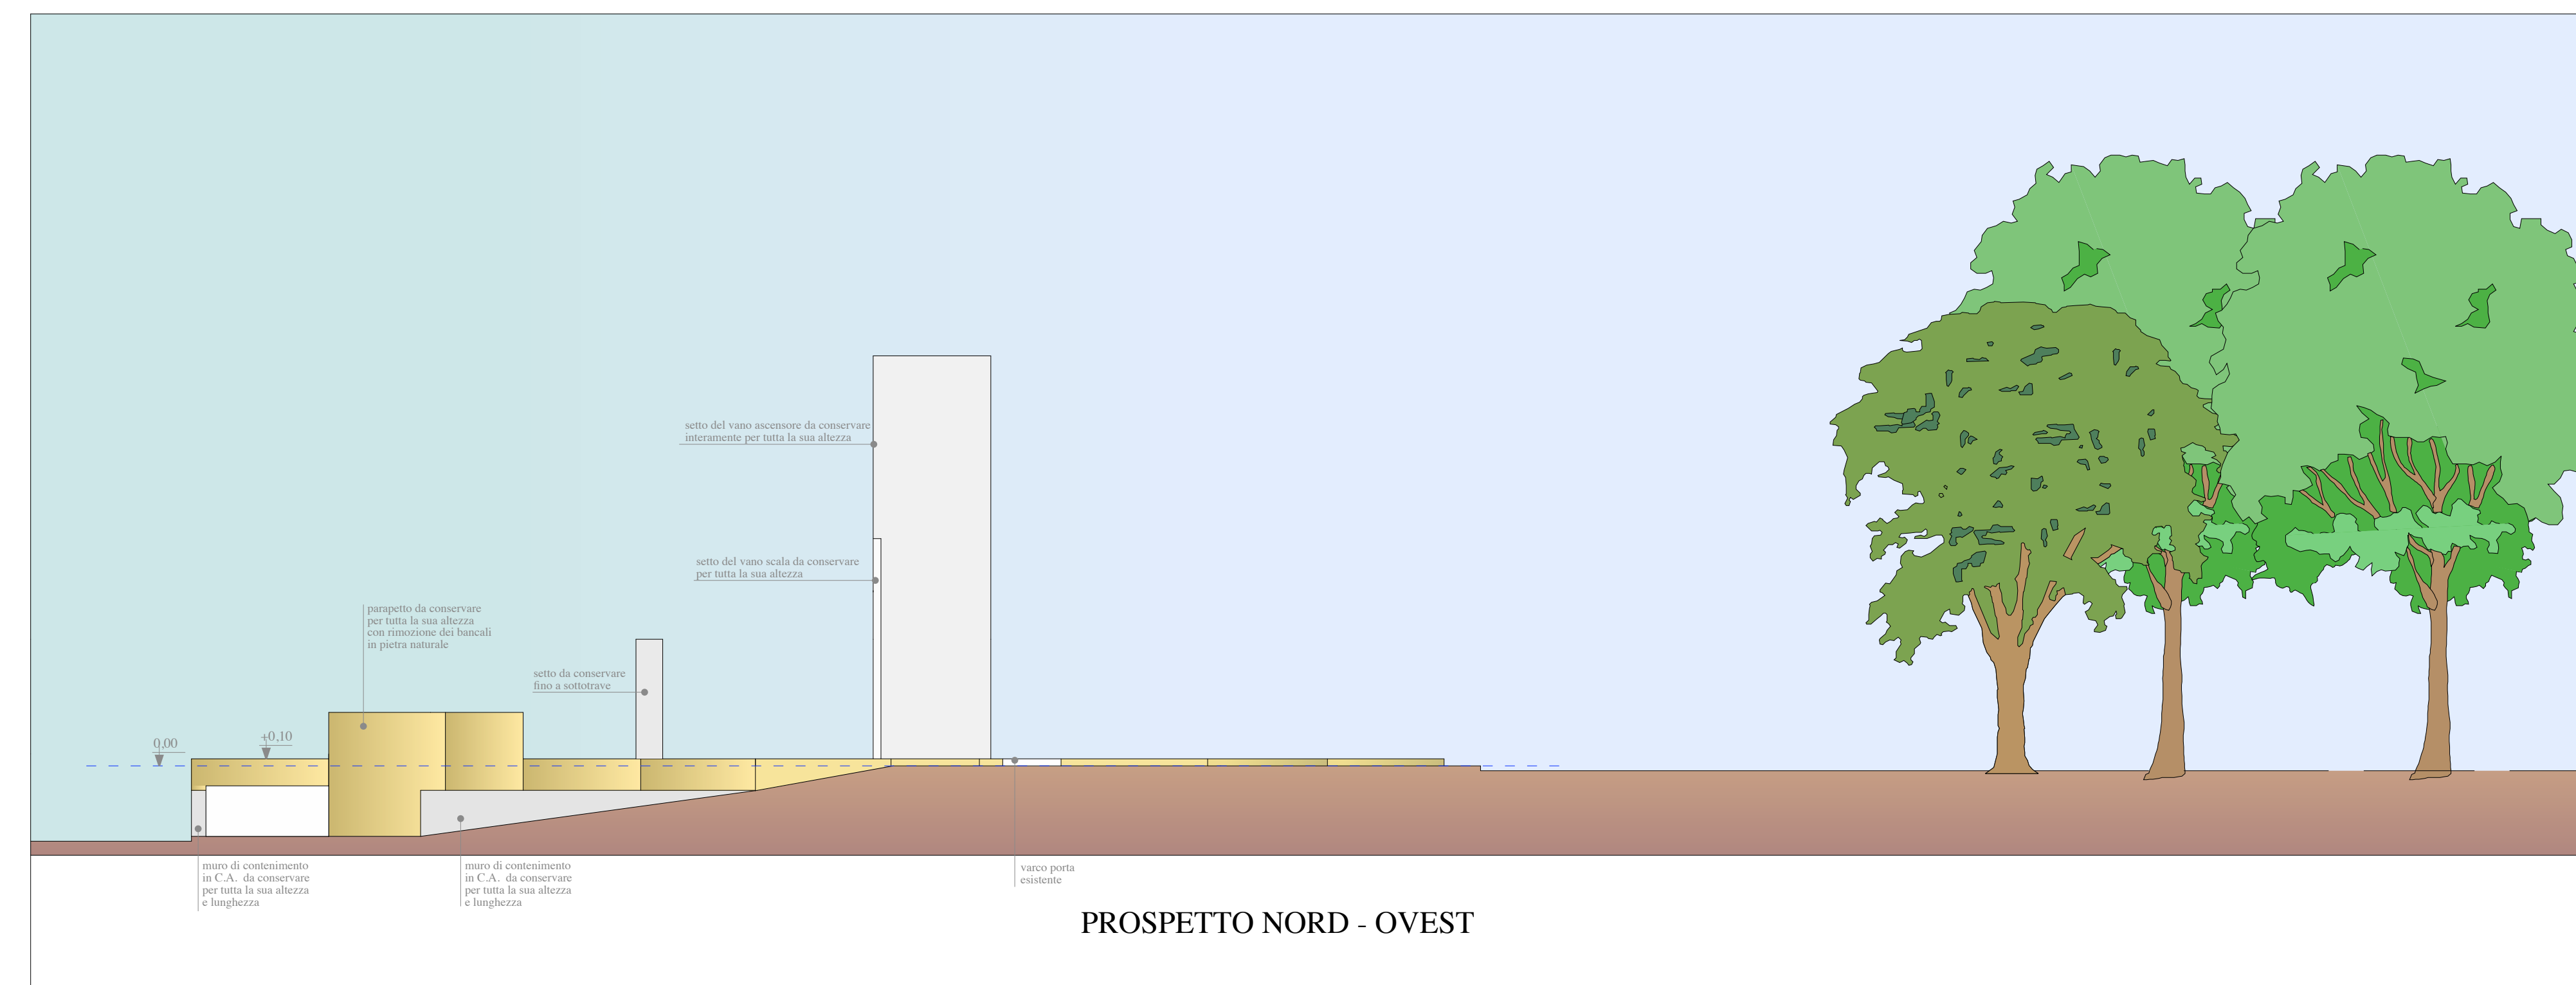 setto del vano ascensore da conservare
interamente per tutta la sua altezza
setto del vano scala da conservare
per tutta la sua altezza
parapetto da conservare
per tutta la sua altezza
con rimozione dei bancali
in pietra naturale
setto da conservare
fino a sottotrave
0,00
+0,10
muro di contenimento
in C.A. da conservare
per tutta la sua altezza
e lunghezza
muro di contenimento
in C.A. da conservare
per tutta la sua altezza
e lunghezza
varco porta
esistente
PROSPETTO NORD - OVEST